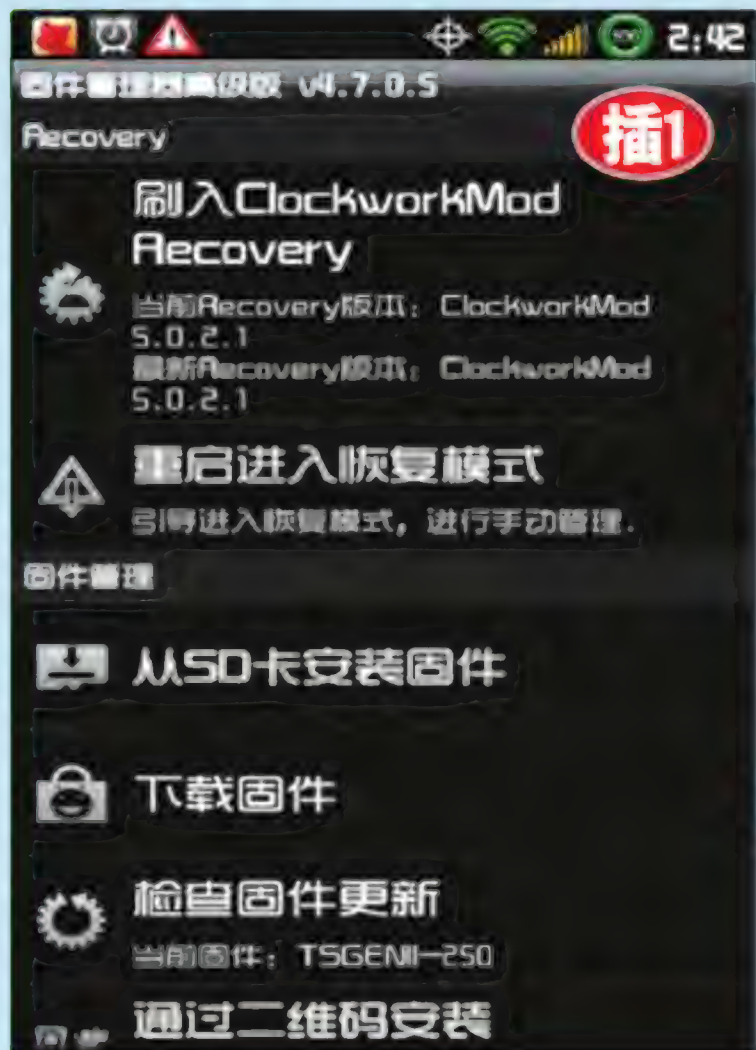 2:42
固件管理器高级版 v4.7.0.5
Recovery
插1
刷入ClockworkMod
Recovery
当前Recovery版本: ClockworkMod
5.0.2.1
最新Recovery版本: ClockworkMod
5.0.2.1
重启进入恢复模式
引导进入恢复模式, 进行手动管理.
固件管理
从SD卡安装固件
下载固件
检查固件更新
当前固件: TSGENII-250
通过二维码安装